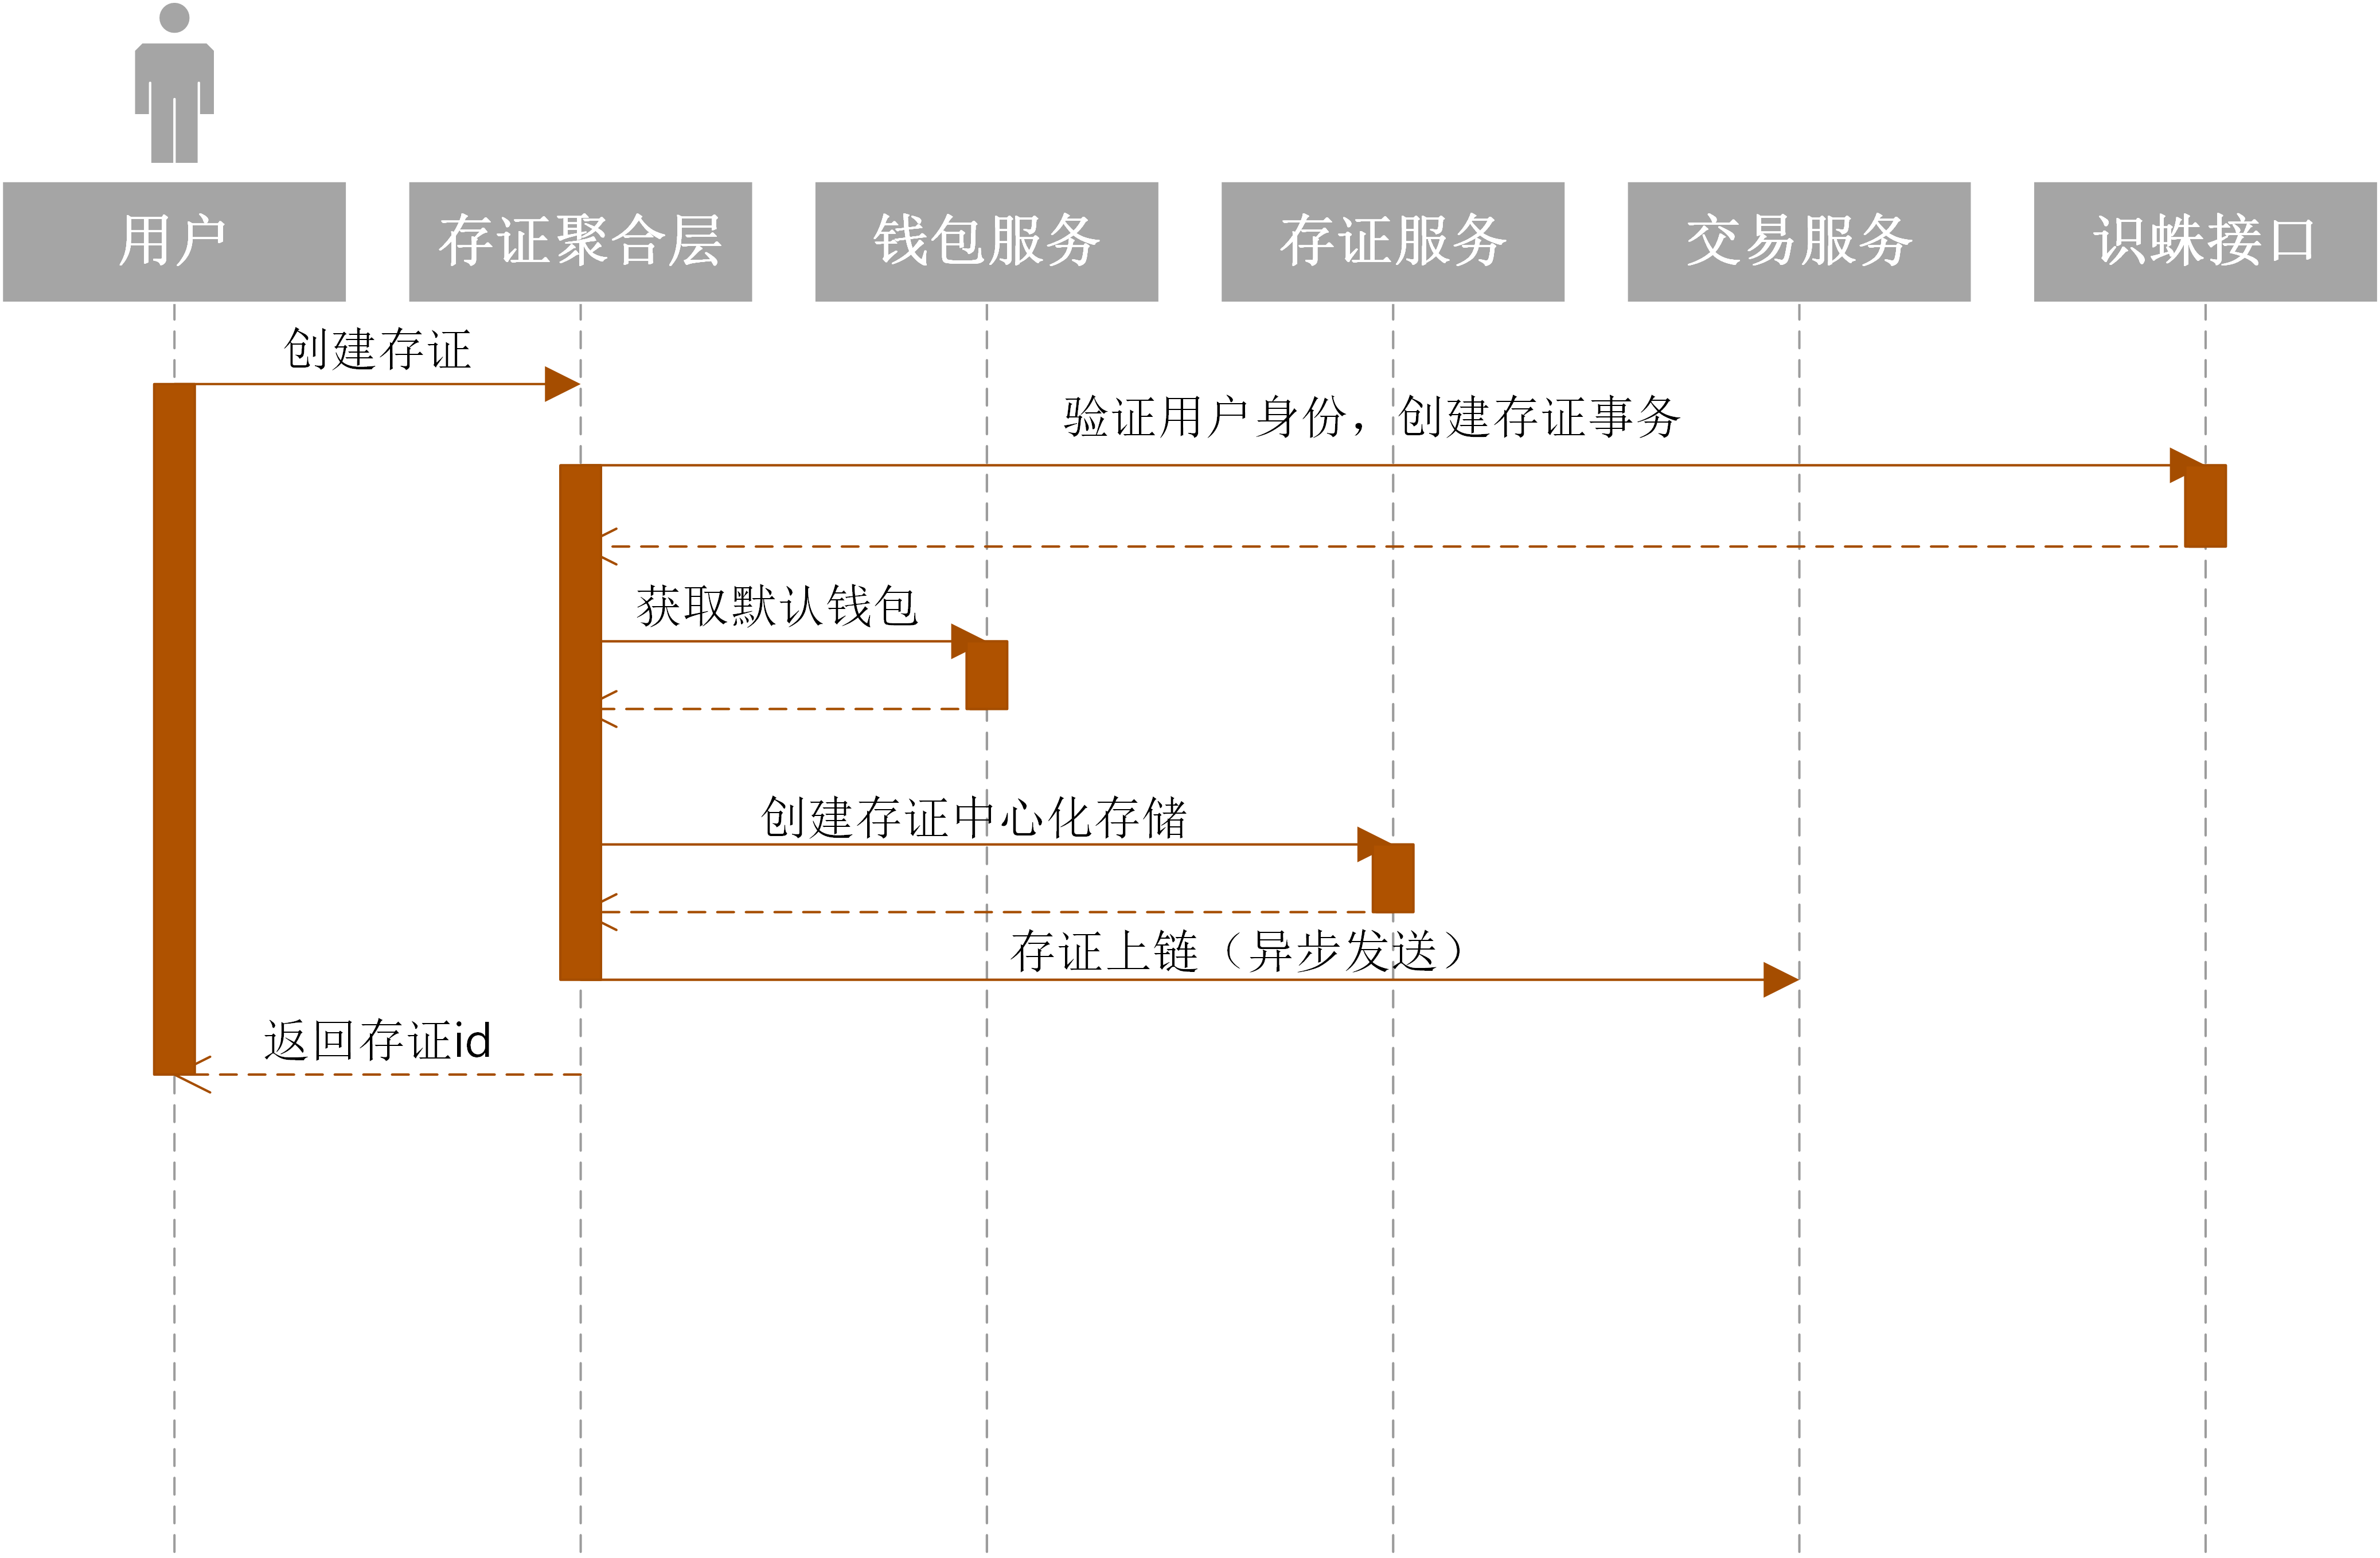 用户
存证聚合层
钱包服务
存证服务
交易服务
识蛛接口
创建存证
验证用户身份，创建存证事务
获取默认钱包
创建存证中心化存储
存证上链（异步发送）
返回存证id